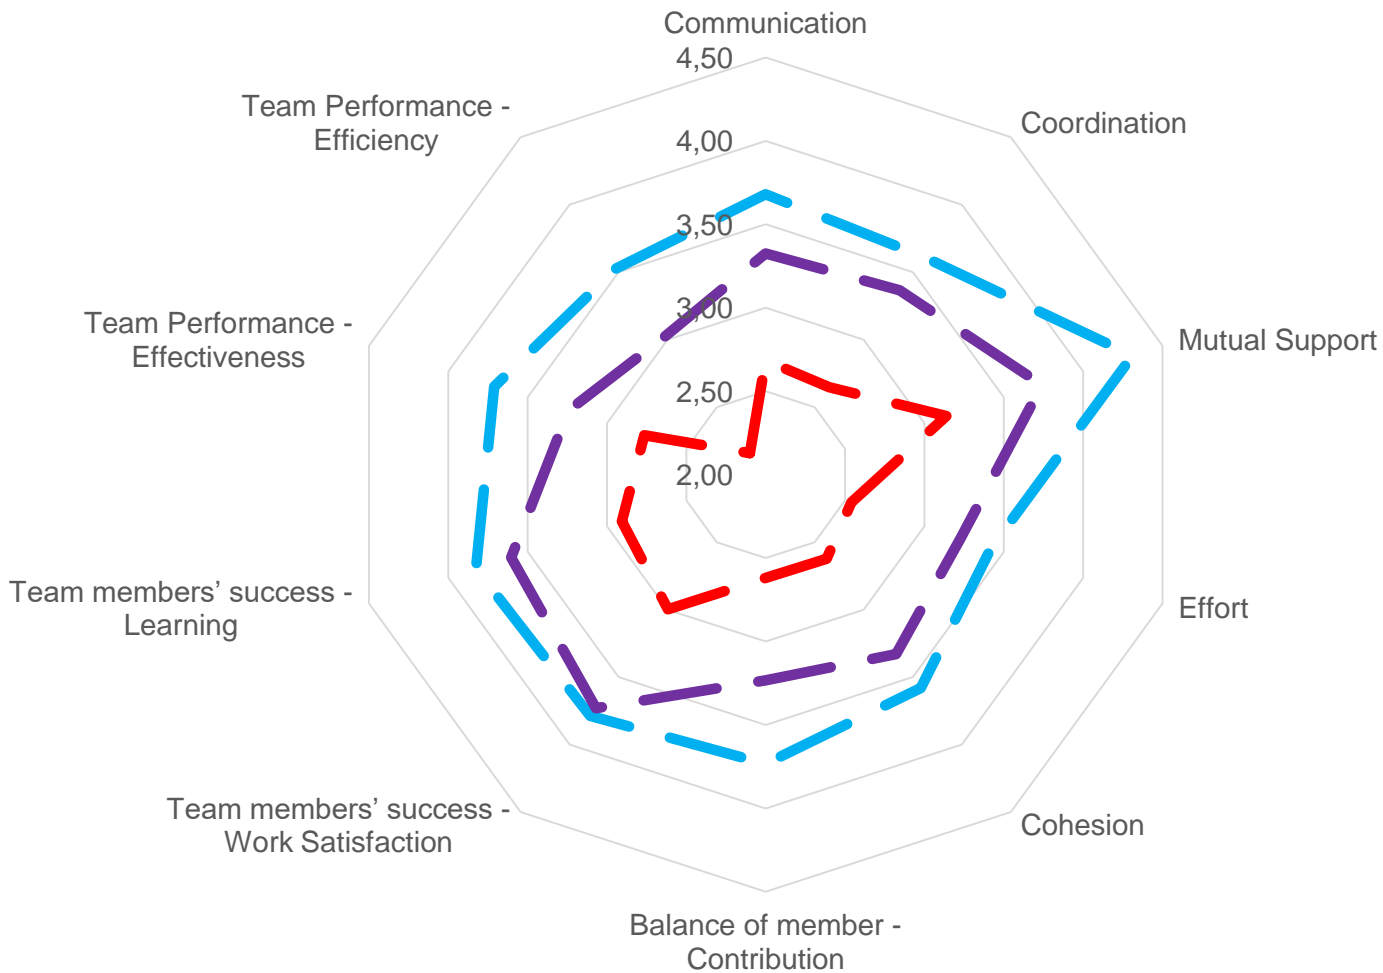 Communication
4,50
4,00
3,50
3,00
2,50
2,00
Coordination
Mutual Support
Effort
Cohesion
Balance of member -
Contribution
Team members’ success -
Work Satisfaction
Team members’ success -
Learning
Team Performance -
Effectiveness
Team Performance -
Efficiency